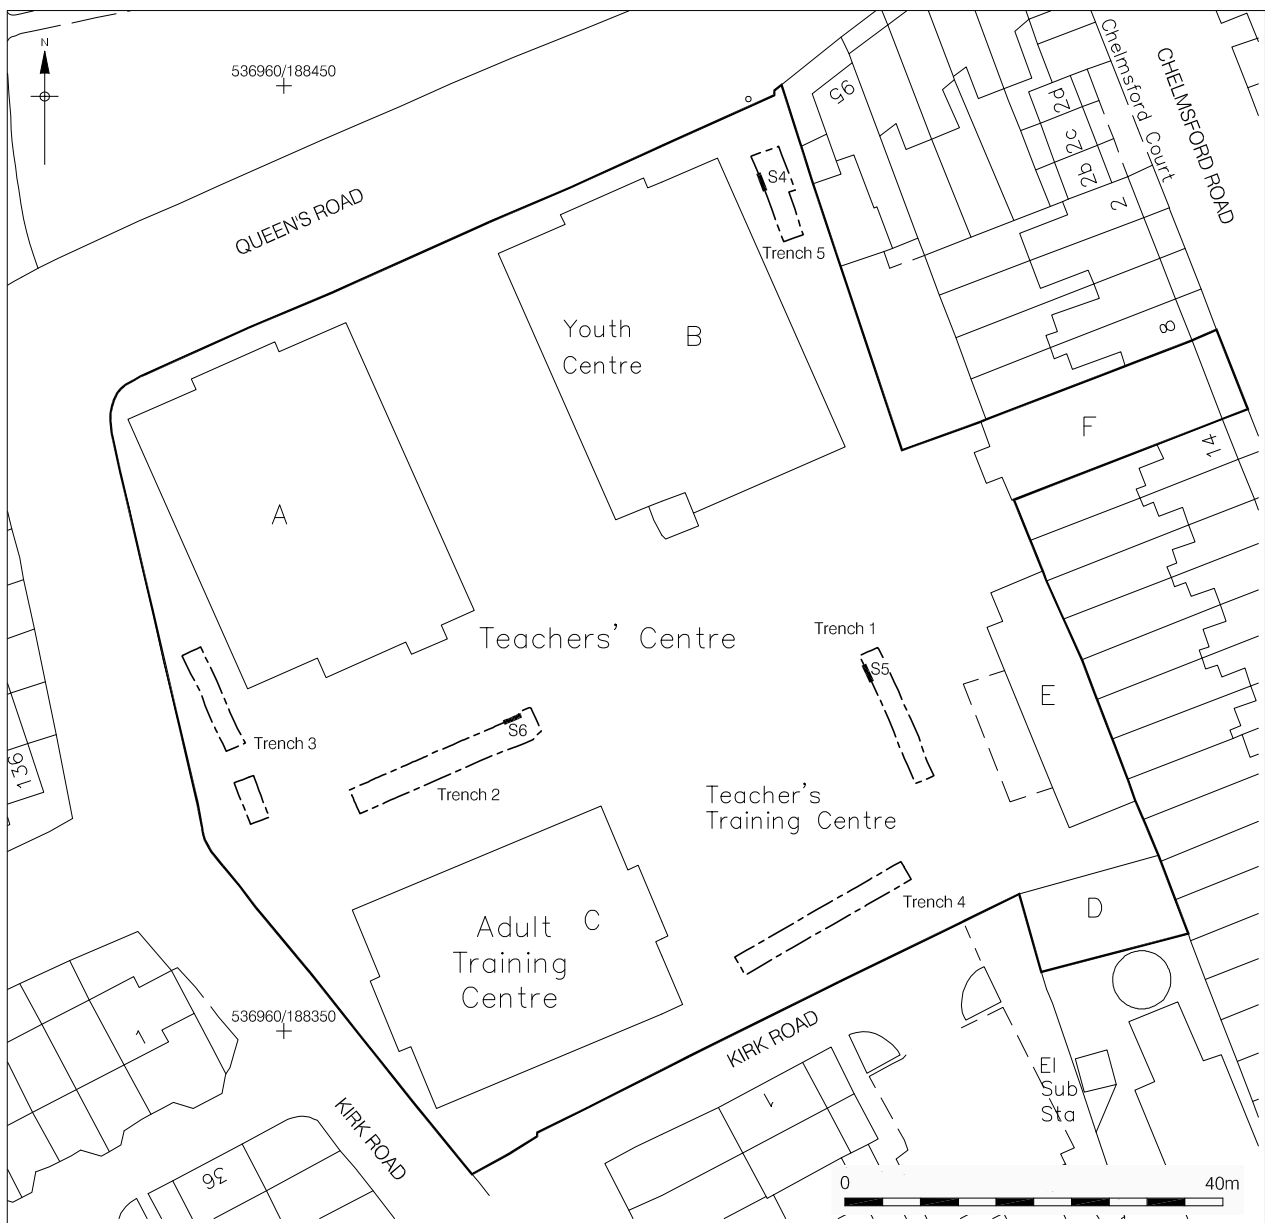 N
536960/188450
QUEEN'S ROAD
95
Chelmsford Court
CHELMSFORD ROAD
2d
2c
2b
2
8
S4
Trench 5
Youth
Centre
B
F
14
A
Teachers' Centre
Trench 1
S5
E
S6
Trench 3
Trench 2
136
Teacher's
Training Centre
Trench 4
D
Adult
Training
Centre
C
536960/188350
1
KIRK ROAD
KIRK ROAD
36
1
El
Sub
Sta
0
40m